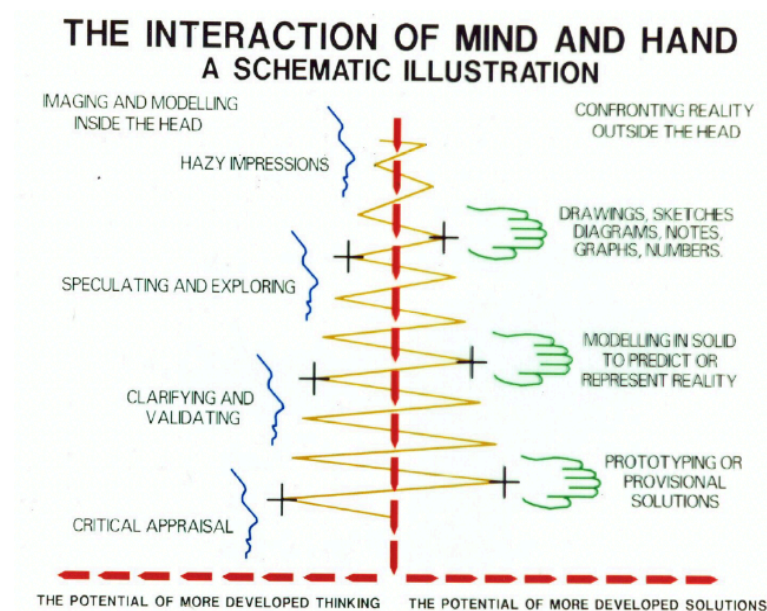 THE INTERACTION OF MIND AND HAND
A SCHEMATIC ILLUSTRATION
IMAGING AND MODELLING
INSIDE THE HEAD
CONFRONTING REALITY
OUTSIDE THE HEAD
HAZY IMPRESSIONS
DRAWINGS, SKETCHES
DIAGRAMS, NOTES,
GRAPHS, NUMBERS.
SPECULATING AND EXPLORING
MODELLING IN SOLID
TO PREDICT OR
REPRESENT REALITY
CLARIFYING AND
VALIDATING
PROTOTYPING OR
PROVISIONAL
SOLUTIONS
CRITICAL APPRAISAL
THE POTENTIAL OF MORE DEVELOPED THINKING
THE POTENTIAL OF MORE DEVELOPED SOLUTIONS